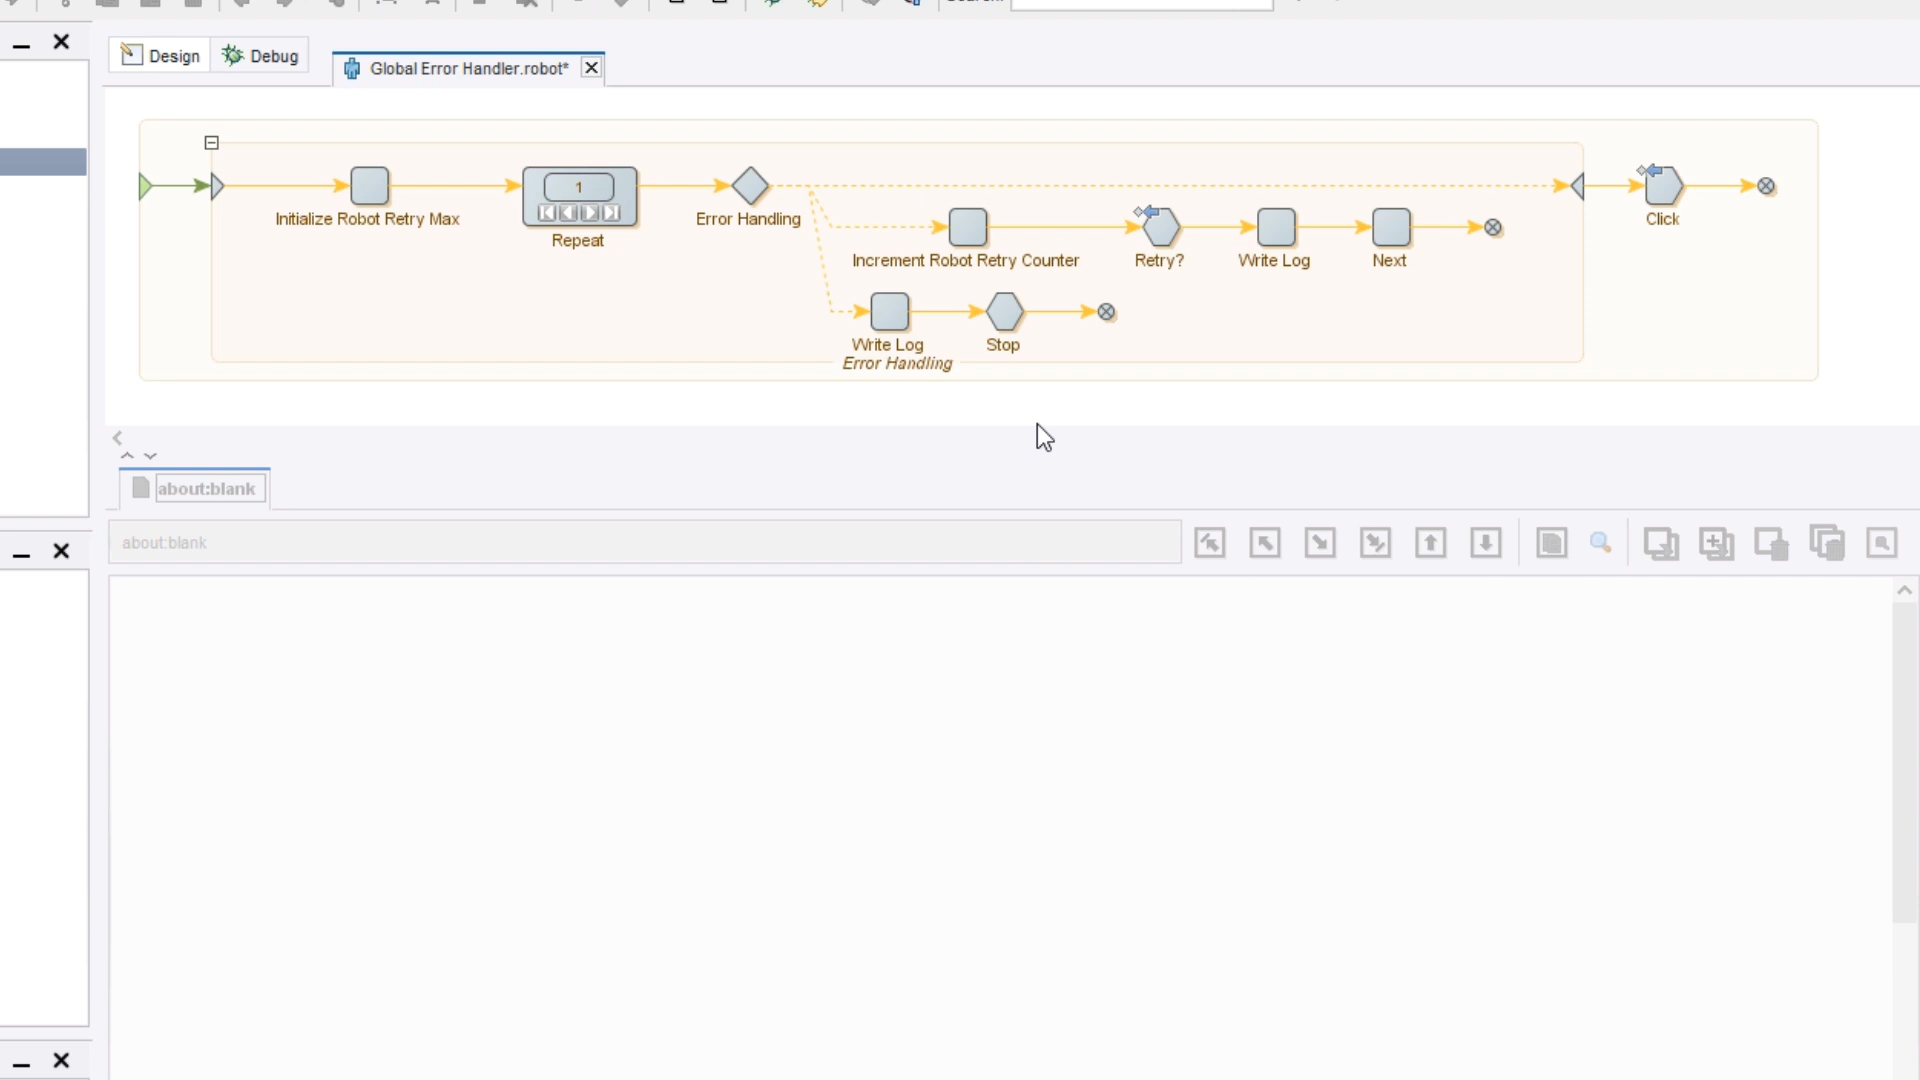 Design
Debug
Global Error Handler.robot*
Initialize Robot Retry Max
1
Repeat
Error Handling
Click
Increment Robot Retry Counter
Retry?
Write Log
Next
Write Log
Stop
Error Handling
about:blank
about:blank